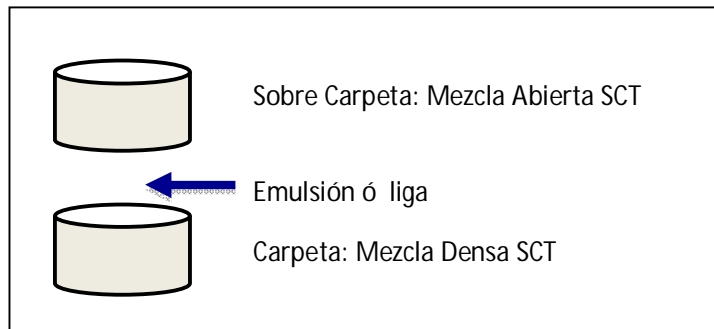 Sobre Carpeta: Mezcla Abierta SCT
Emulsión ó liga
Carpeta: Mezcla Densa SCT